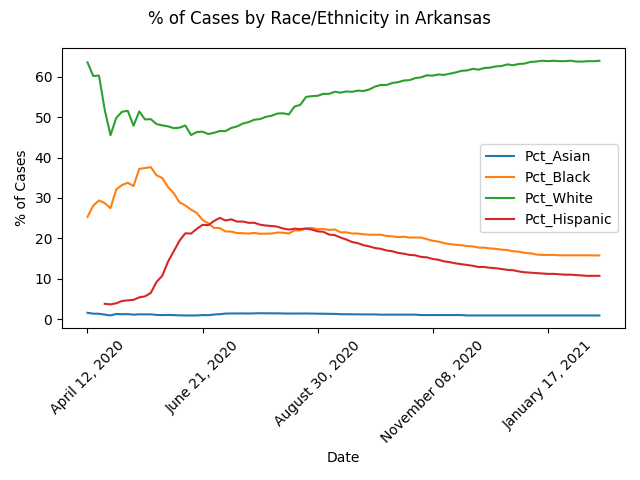 % of Cases by Race/Ethnicity in Arkansas
% of Cases
60
50
40
30
20
10
0
Pct_Asian
Pct_Black
Pct_White
Pct_Hispanic
April 12, 2020
June 21, 2020
August 30, 2020
November 08, 2020
January 17, 2021
Date